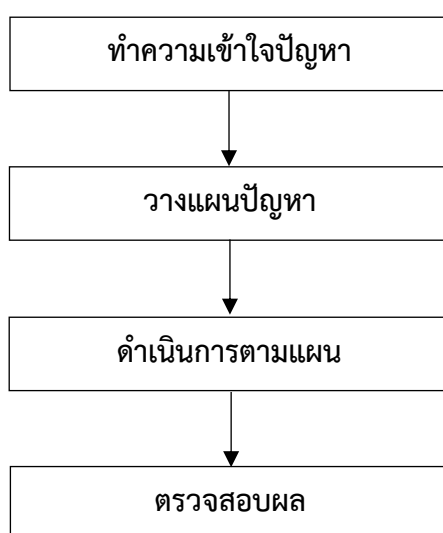 ทำความเข้าใจปัญหา
วางแผนปัญหา
ดำเนินการตามแผน
ตรวจสอบผล